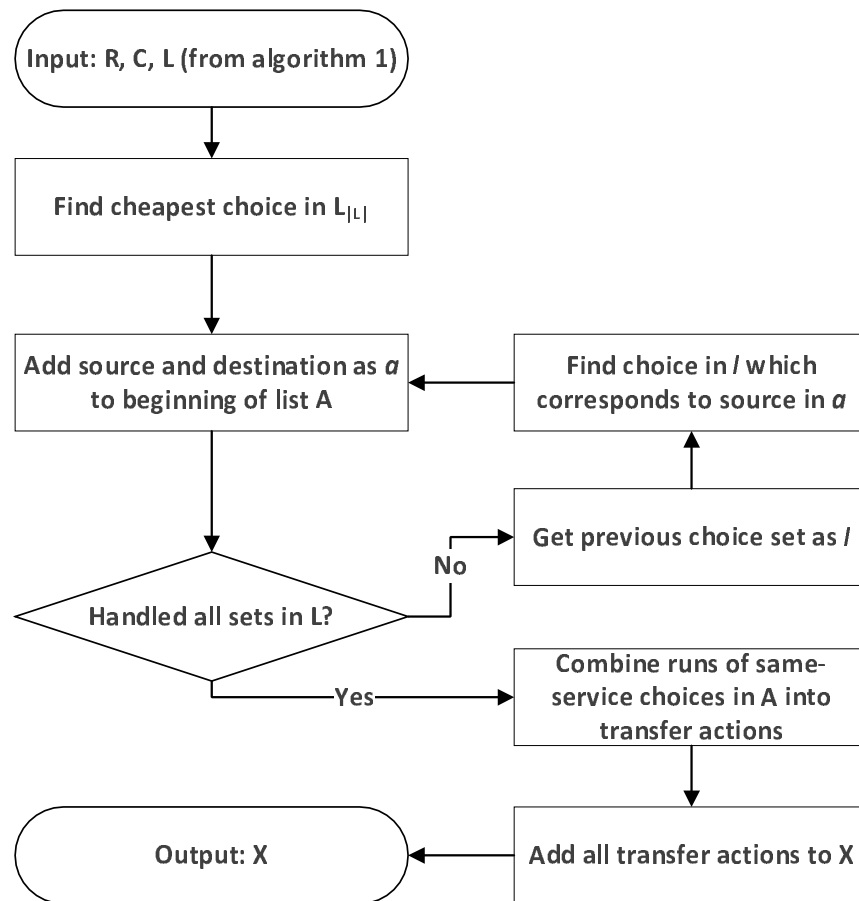 Input: R, C, L (from algorithm 1)
Find cheapest choice in L|L|
Add source and destination as a
to beginning of list A
Find choice in l which
corresponds to source in a
Get previous choice set as l
No
Handled all sets in L?
Yes
Combine runs of same-
service choices in A into
transfer actions
Add all transfer actions to X
Output: X